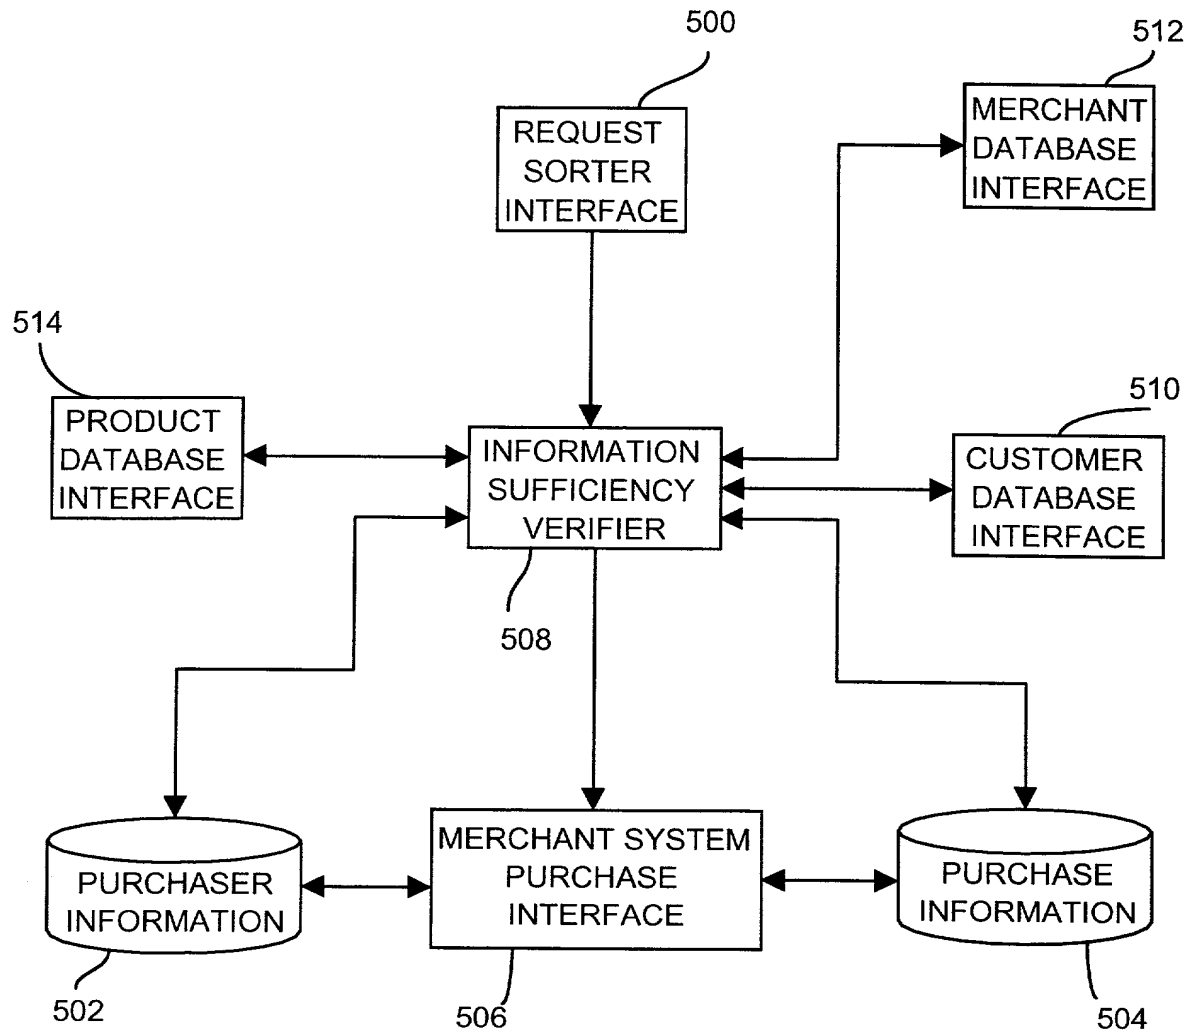 500
512
REQUEST
SORTER
INTERFACE
MERCHANT
DATABASE
INTERFACE
514
510
PRODUCT
DATABASE
INTERFACE
INFORMATION
SUFFICIENCY
VERIFIER
CUSTOMER
DATABASE
INTERFACE
508
PURCHASER
INFORMATION
MERCHANT SYSTEM
PURCHASE
INTERFACE
PURCHASE
INFORMATION
502
506
504